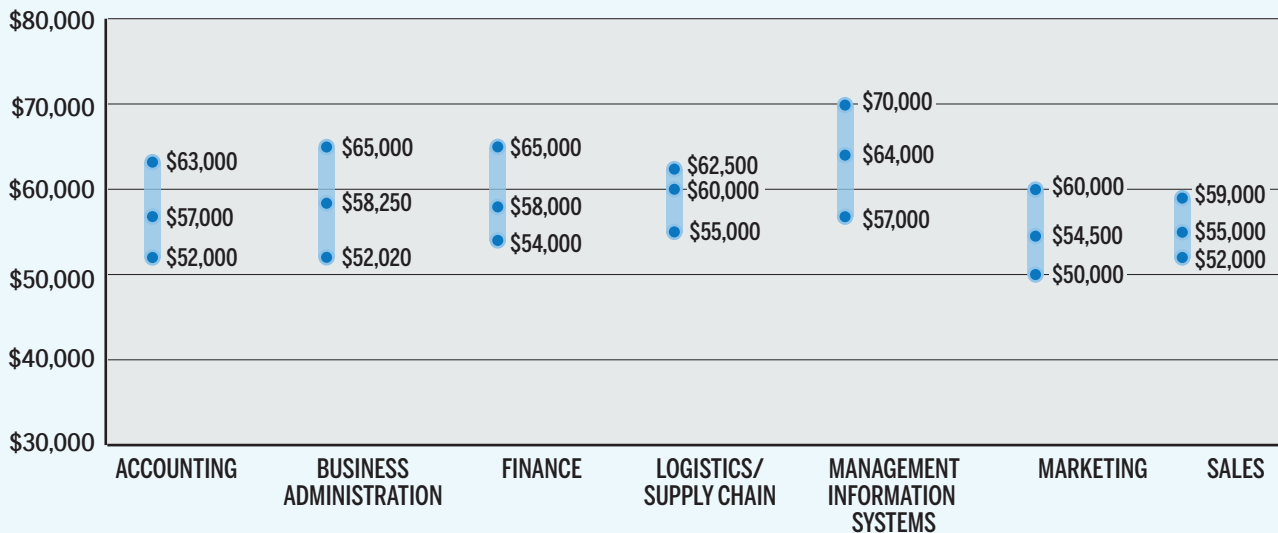 $80,000
$70,000
$60,000
$50,000
$40,000
$30,000
$63,000
$57,000
$52,000
$65,000
$58,250
$52,020
$65,000
$58,000
$54,000
$62,500
$60,000
$55,000
$70,000
$64,000
$57,000
$60,000
$54,500
$50,000
$59,000
$55,000
$52,000
ACCOUNTING
BUSINESS
ADMINISTRATION
FINANCE
LOGISTICS/
SUPPLY CHAIN
MANAGEMENT
INFORMATION
SYSTEMS
MARKETING
SALES